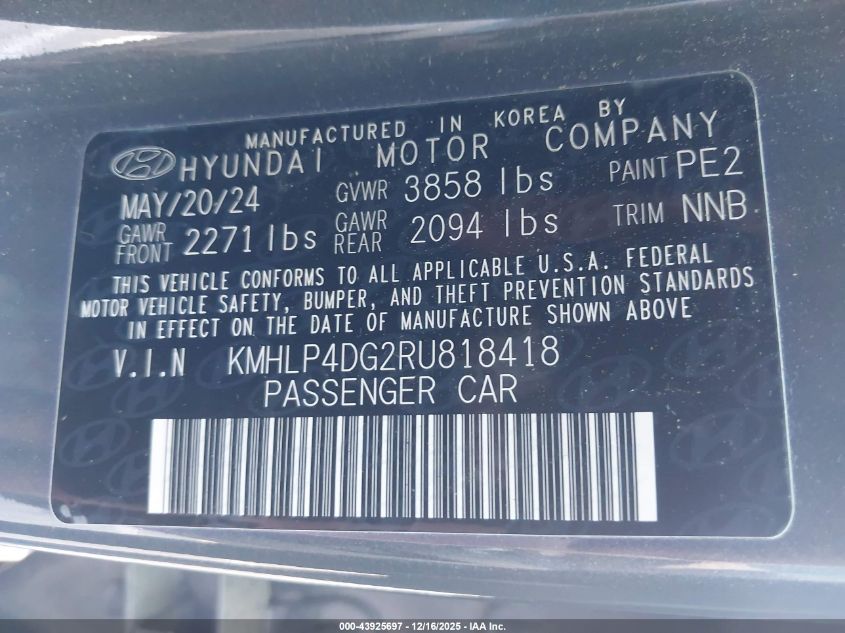 MANUFACTURED IN KOREA BY
HYUNDAI MOTOR COMPANY
MAY/20/24 GVWR 3858 lbs PAINT PE2
GAWR FRONT 2271 lbs GAWR REAR 2094 lbs TRIM NNB
THIS VEHICLE CONFORMS TO ALL APPLICABLE U.S.A. FEDERAL
MOTOR VEHICLE SAFETY, BUMPER, AND THEFT PREVENTION STANDARDS
IN EFFECT ON THE DATE OF MANUFACTURE SHOWN ABOVE
V.I.N KMHLP4DG2RU818418
PASSENGER CAR
000-43925697 - 12/16/2025 - IAA Inc.